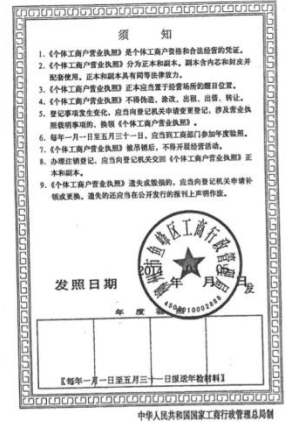 须 知
1.《个体工商户营业执照》是个体工商户资格和合法经营的凭证。
2.《个体工商户营业执照》分为正本和副本。副本含内芯和封皮并
配套使用。正本和副本具有同等法律效力。
3.《个体工商户营业执照》正本应当置于经营场所的醒目位置。
4.《个体工商户营业执照》不得伪造、涂改、出租、出借、转让。
5.登记事项发生变化,应当向登记机关申请变更登记,涉及营业执
照载明事项的,换领《个体工商户营业执照》。
6.每年一月一日至五月三十一日,应当到工商部门参加年度验照。
7.《个体工商户营业执照》被吊销后,不得开展经营活动。
8.办理注销登记,应当向登记机关交回《个体工商户营业执照》正
本和副本。
9.《个体工商户营业执照》遗失或毁损的,应当向登记机关申请补
领或更换。遗失的还应当在公开发行的报刊上声明作废。
柳州市鱼峰区工商行政管理局
发照日期 2014 年 月 日
发
年 度 验
【每年一月一日至五月三十一日报送年检材料】
中华人民共和国国家工商行政管理总局制